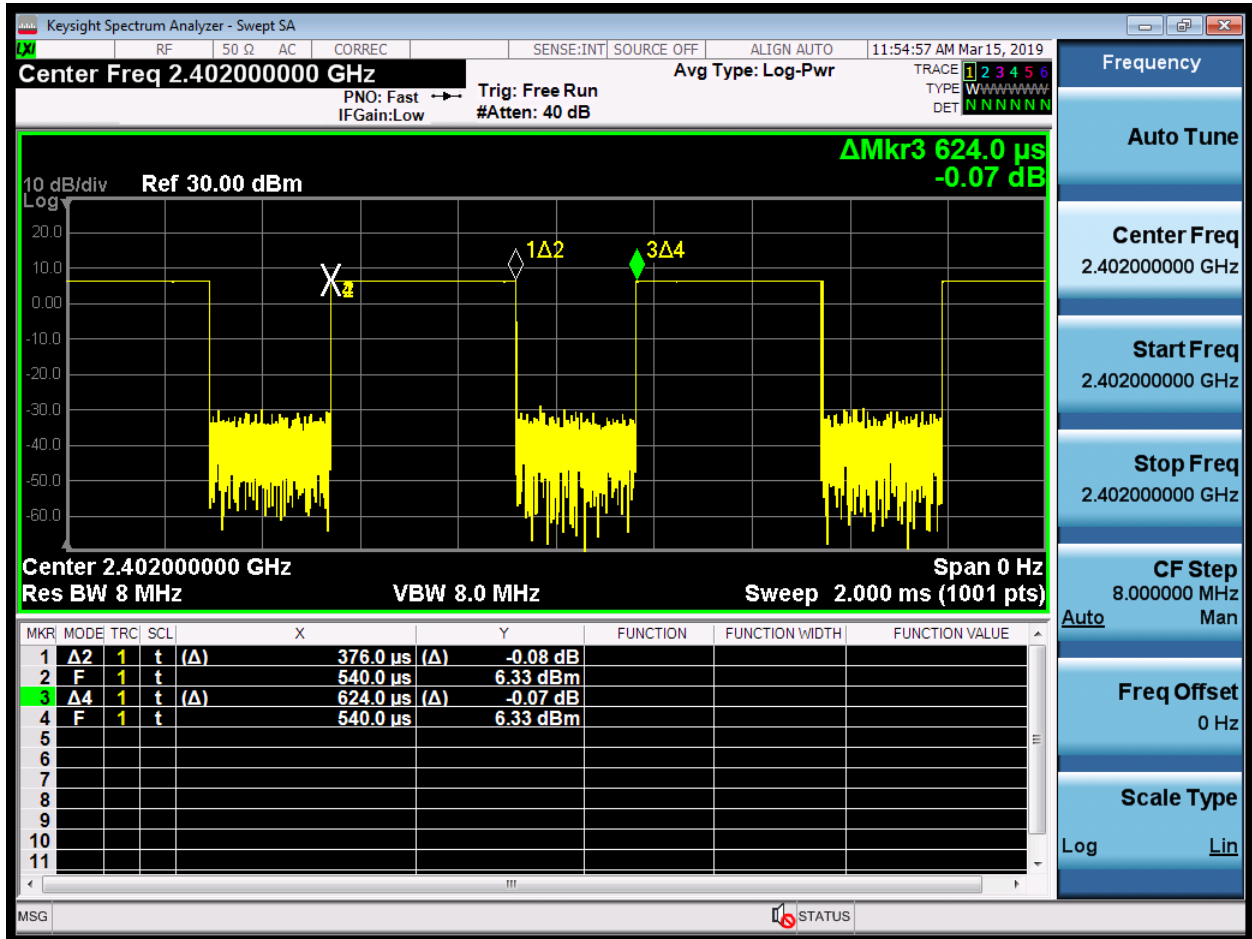 Keysight Spectrum Analyzer - Swept SA
LXI RF 50 Ω AC CORREC SENSE:INT SOURCE OFF ALIGN AUTO 11:54:57 AM Mar 15, 2019
Center Freq 2.402000000 GHz
PNO: Fast
IFGain:Low
Trig: Free Run
#Atten: 40 dB
Avg Type: Log-Pwr
TRACE 1 2 3 4 5 6
TYPE WWWWWW
DET N N N N N N
ΔMkr3 624.0 µs
-0.07 dB
10 dB/div Ref 30.00 dBm
Log
20.0
10.0
0.00
-10.0
-20.0
-30.0
-40.0
-50.0
-60.0
X
1Δ2
3Δ4
Center 2.402000000 GHz Span 0 Hz
Res BW 8 MHz VBW 8.0 MHz Sweep 2.000 ms (1001 pts)
MKR MODE TRC SCL X Y FUNCTION FUNCTION WIDTH FUNCTION VALUE
1 Δ2 1 t (Δ) 376.0 µs (Δ) -0.08 dB
2 F 1 t 540.0 µs 6.33 dBm
3 Δ4 1 t (Δ) 624.0 µs (Δ) -0.07 dB
4 F 1 t 540.0 µs 6.33 dBm
5
6
7
8
9
10
11
MSG STATUS
Frequency
Auto Tune
Center Freq
2.402000000 GHz
Start Freq
2.402000000 GHz
Stop Freq
2.402000000 GHz
CF Step
8.000000 MHz
Auto Man
Freq Offset
0 Hz
Scale Type
Log Lin